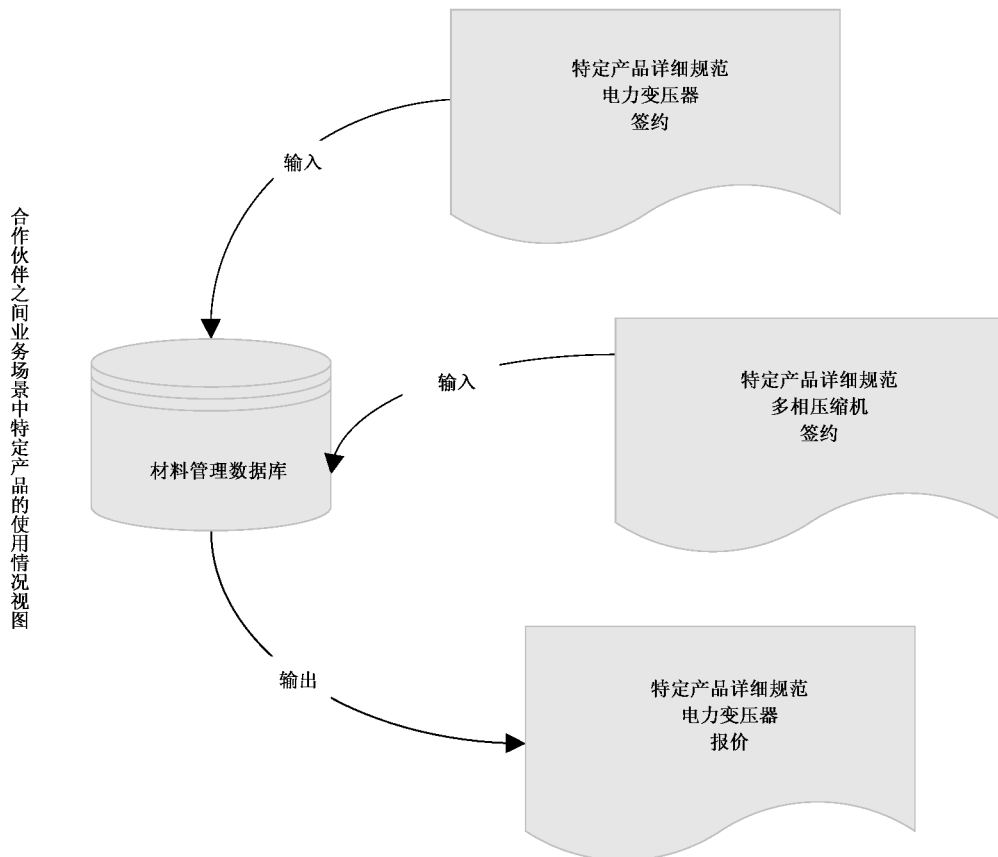 特定产品详细规范
电力变压器
签约
输入
合作伙伴之间业务场景中特定产品的使用情况视图
输入
特定产品详细规范
多相压缩机
签约
材料管理数据库
输出
特定产品详细规范
电力变压器
报价